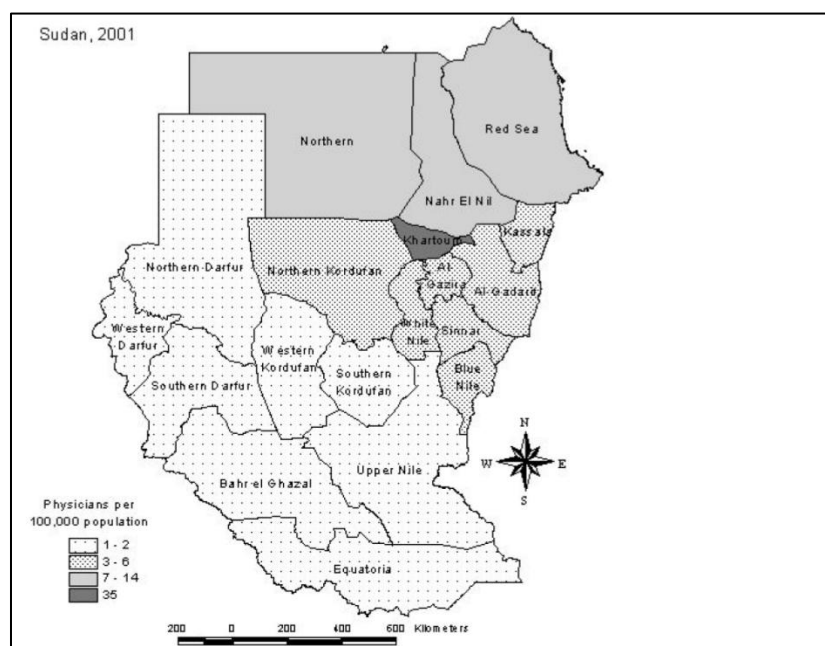 Sudan, 2001
Red Sea
Northern
Nahr El Nil
Kassala
Khartoum
Northern Darfur
Northern Kordufan
Al-
Gazira
Al-Gadarif
Western
Darfur
White
Nile
Sinnar
Western
Kordufan
Southern
Kordufan
Blue
Nile
Southern Darfur
N
W
E
S
Upper Nile
Bahr-el Ghazal
Equatoria
Physicians per
100,000 population
1 - 2
3 - 6
7 - 14
35
200 0 200 400 600 Kilometers